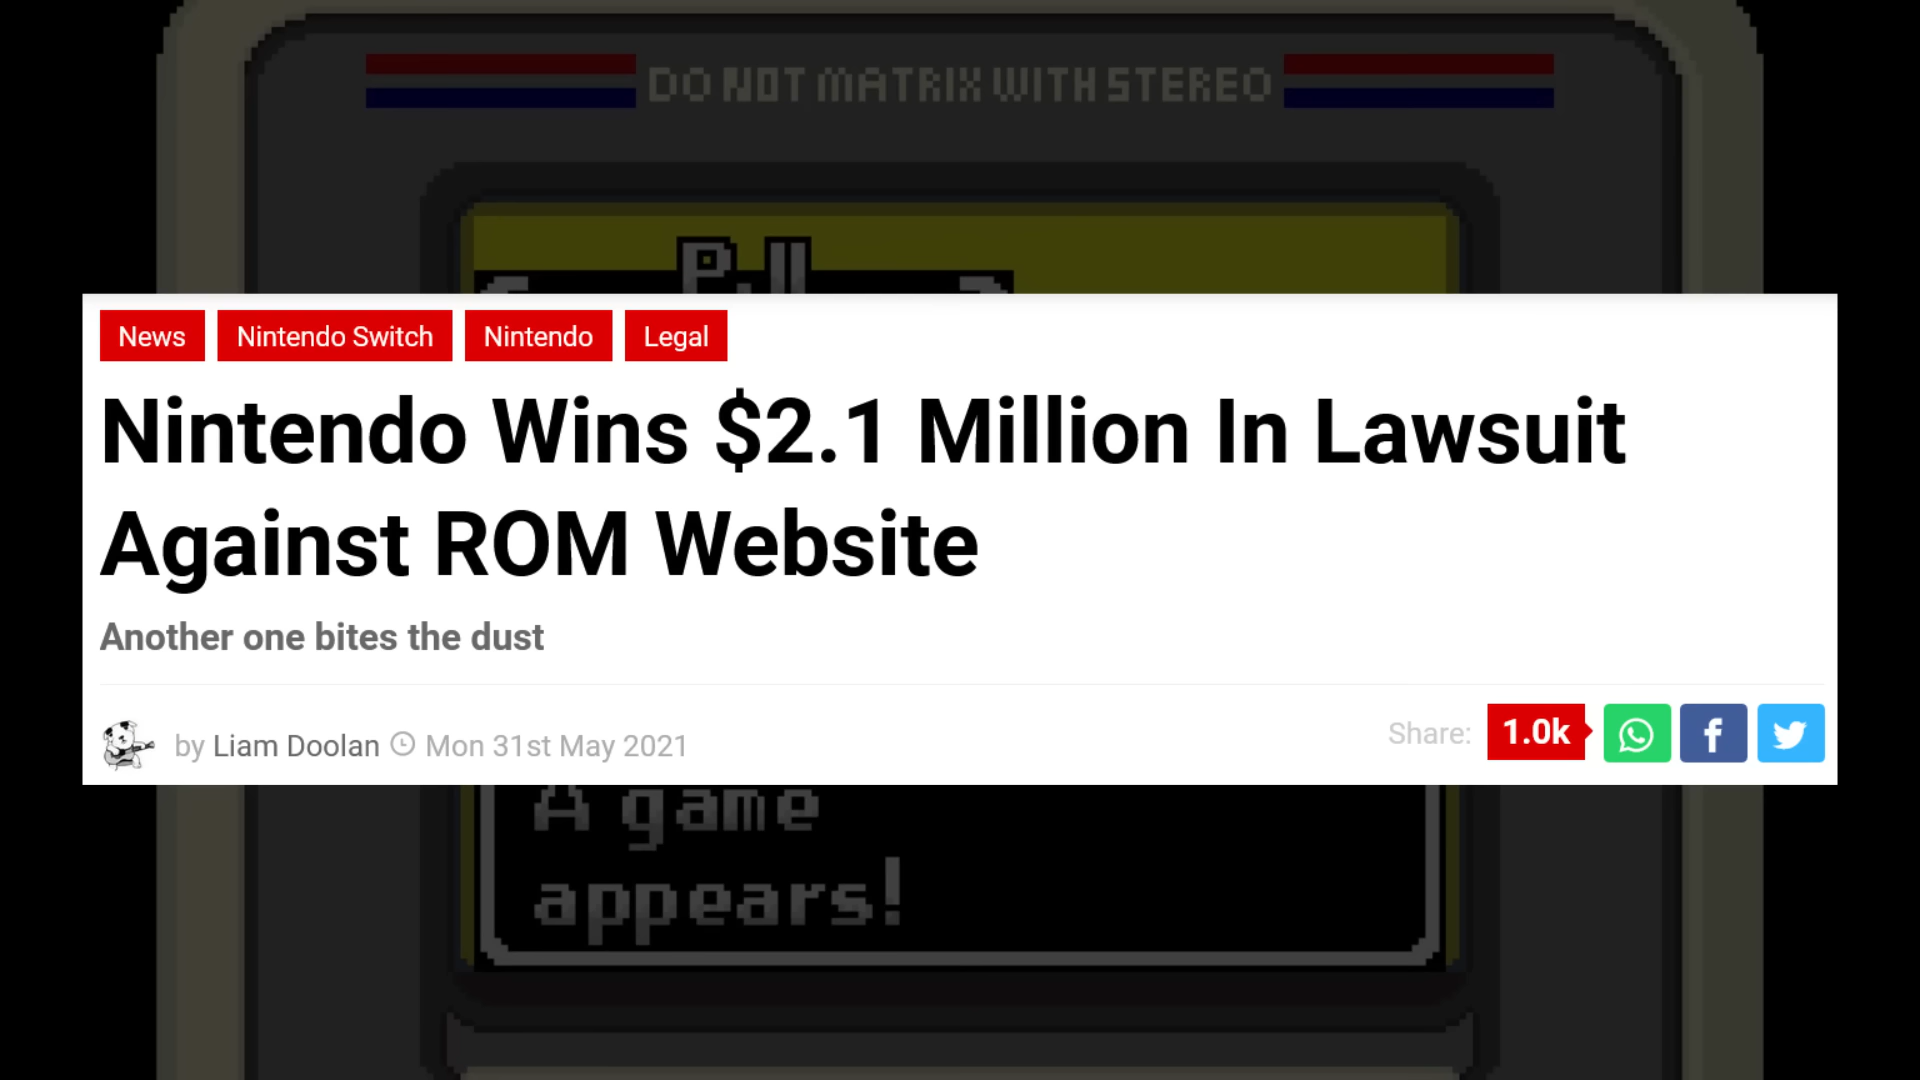 DO NOT MATRIX WITH STEREO
News Nintendo Switch Nintendo Legal
Nintendo Wins $2.1 Million In Lawsuit
Against ROM Website
Another one bites the dust
by Liam Doolan Mon 31st May 2021
Share: 1.0k
A game
appears!